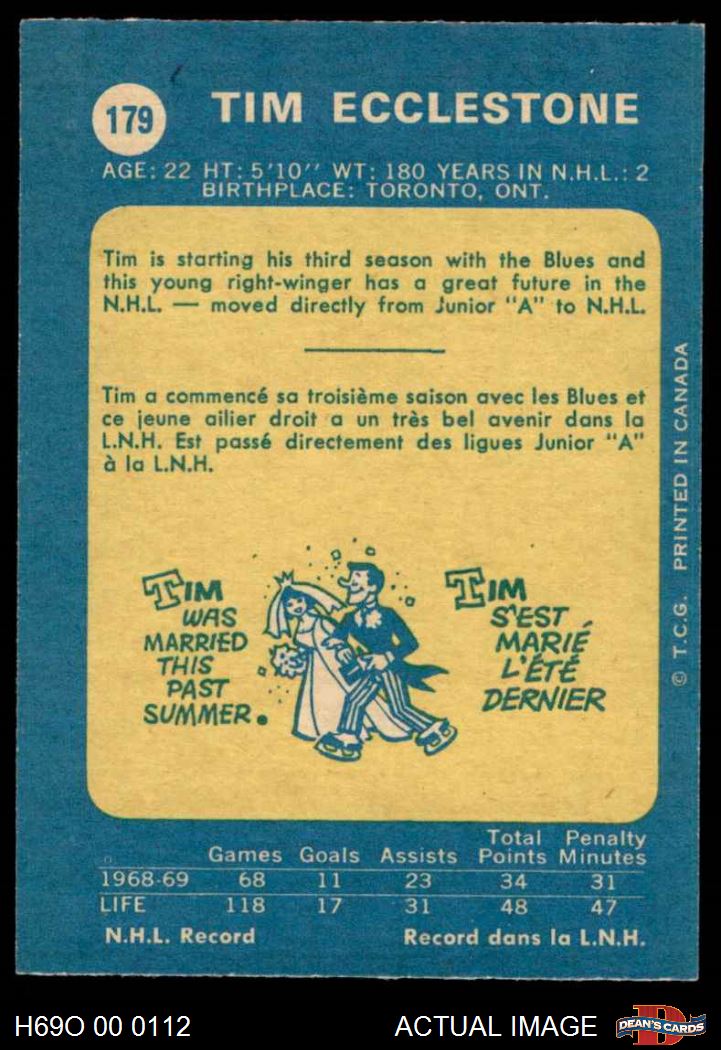 179
TIM ECCLESTONE
AGE: 22 HT: 5'10'' WT: 180 YEARS IN N.H.L.: 2
BIRTHPLACE: TORONTO, ONT.
Tim is starting his third season with the Blues and
this young right-winger has a great future in the
N.H.L. — moved directly from Junior "A" to N.H.L.
Tim a commencé sa troisième saison avec les Blues et
ce jeune ailier droit a un très bel avenir dans la
L.N.H. Est passé directement des ligues Junior "A"
à la L.N.H.
TIM
WAS
MARRIED
THIS
PAST
SUMMER.
TIM
S'EST
MARIÉ
L'ÉTÉ
DERNIER
© T.C.G. PRINTED IN CANADA
Total Penalty
Games Goals Assists Points Minutes
1968-69 68 11 23 34 31
LIFE 118 17 31 48 47
N.H.L. Record Record dans la L.N.H.
H69O 00 0112 ACTUAL IMAGE
D
DEAN'S CARDS